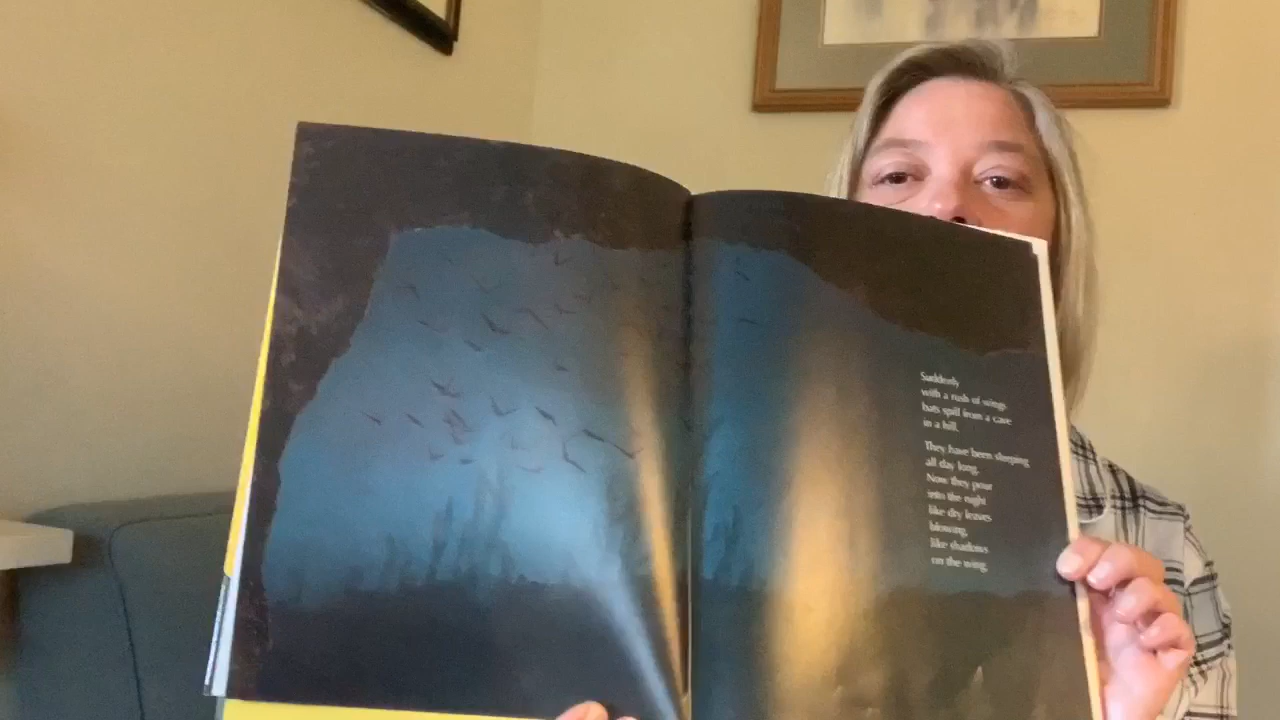 Suddenly
with a rush of wings
bats spill from a cave
in a hill.
They have been sleeping
all day long.
Now they pour
into the night
like dry leaves
blowing,
like shadows
on the wing.